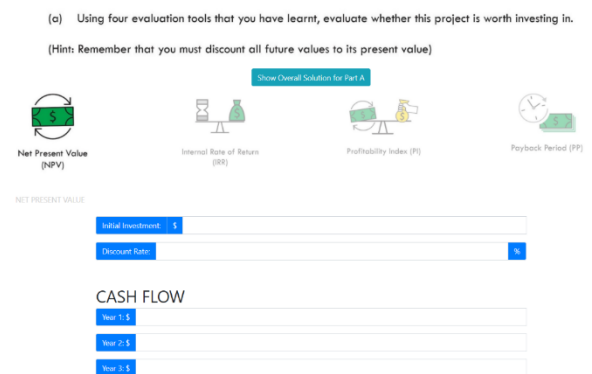 (a) Using four evaluation tools that you have learnt, evaluate whether this project is worth investing in.
(Hint: Remember that you must discount all future values to its present value)
Show Overall Solution for Part A
Net Present Value
(NPV)
Internal Rate of Return
(IRR)
Profitability Index (PI)
Payback Period (PP)
NET PRESENT VALUE
Initial Investment: $
Discount Rate: %
CASH FLOW
Year 1: $
Year 2: $
Year 3: $